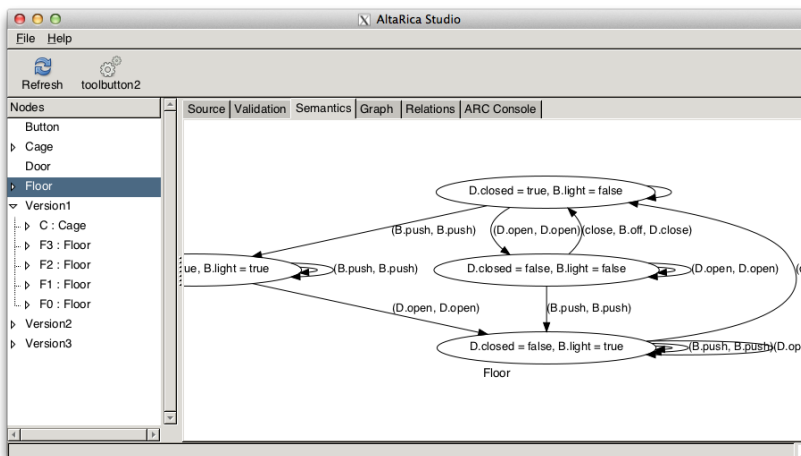 AltaRica Studio
File Help
Refresh toolbutton2
Nodes
Button
Cage
Door
Floor
Version1
C : Cage
F3 : Floor
F2 : Floor
F1 : Floor
F0 : Floor
Version2
Version3
Source Validation Semantics Graph Relations ARC Console
D.closed = true, B.light = false
(B.push, B.push) (D.open, D.open) (close, B.off, D.close)
ue, B.light = true (B.push, B.push) D.closed = false, B.light = false (D.open, D.open)
(D.open, D.open) (B.push, B.push)
D.closed = false, B.light = true (B.push, B.push) (D.op
Floor